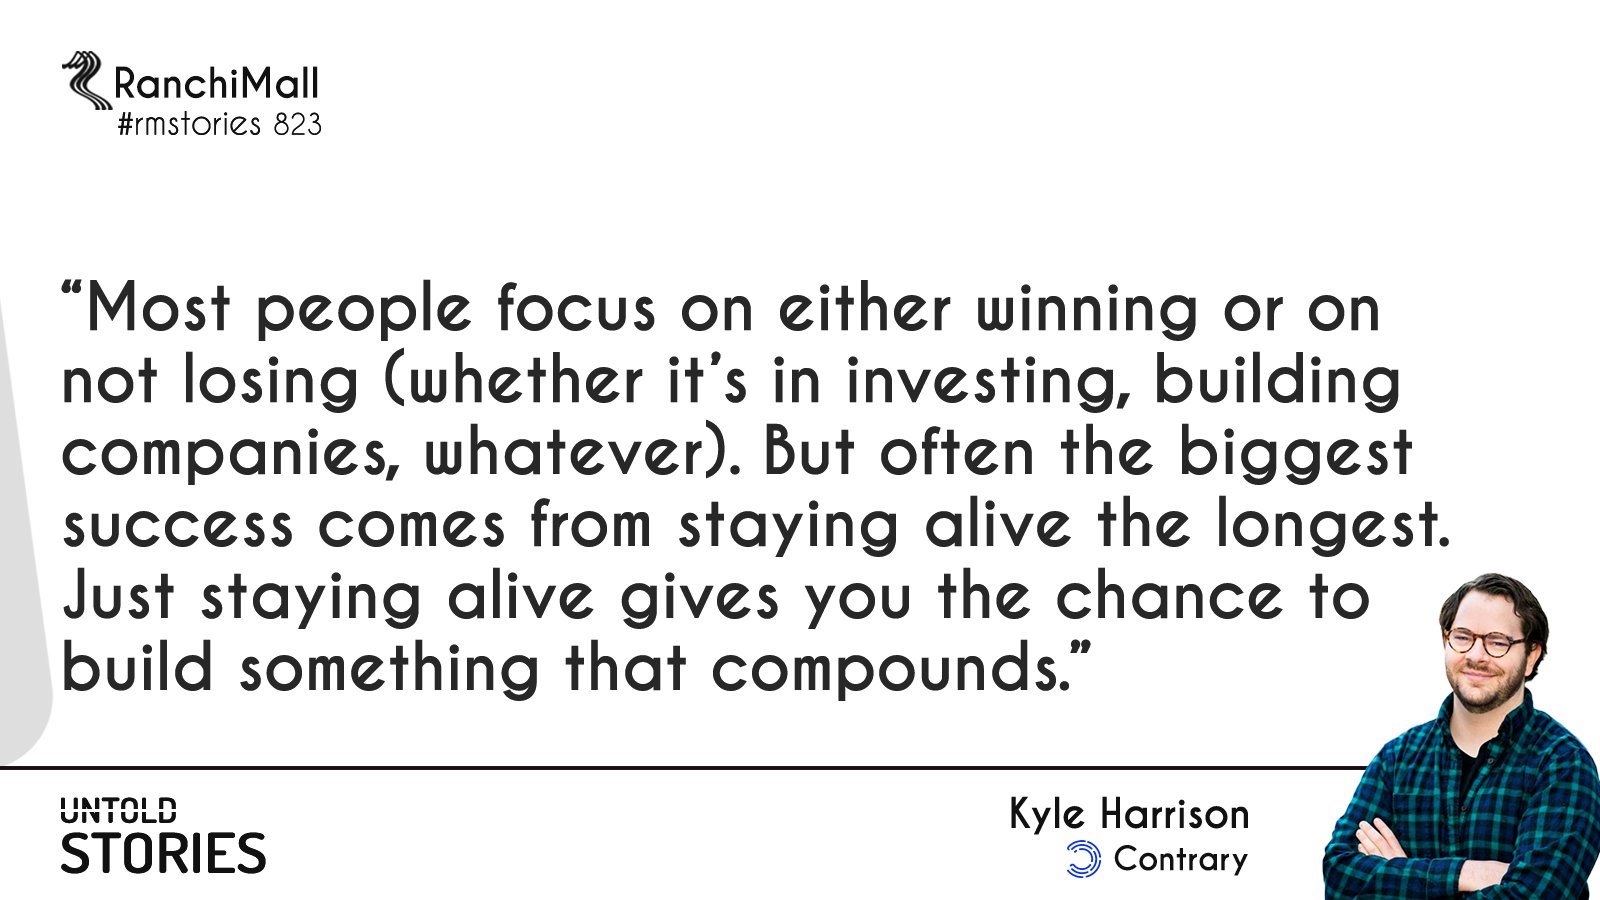 RanchiMall
#rmstories 823
“Most people focus on either winning or on
not losing (whether it’s in investing, building
companies, whatever). But often the biggest
success comes from staying alive the longest.
Just staying alive gives you the chance to
build something that compounds.”
UNTOLD
STORIES
Kyle Harrison
Contrary